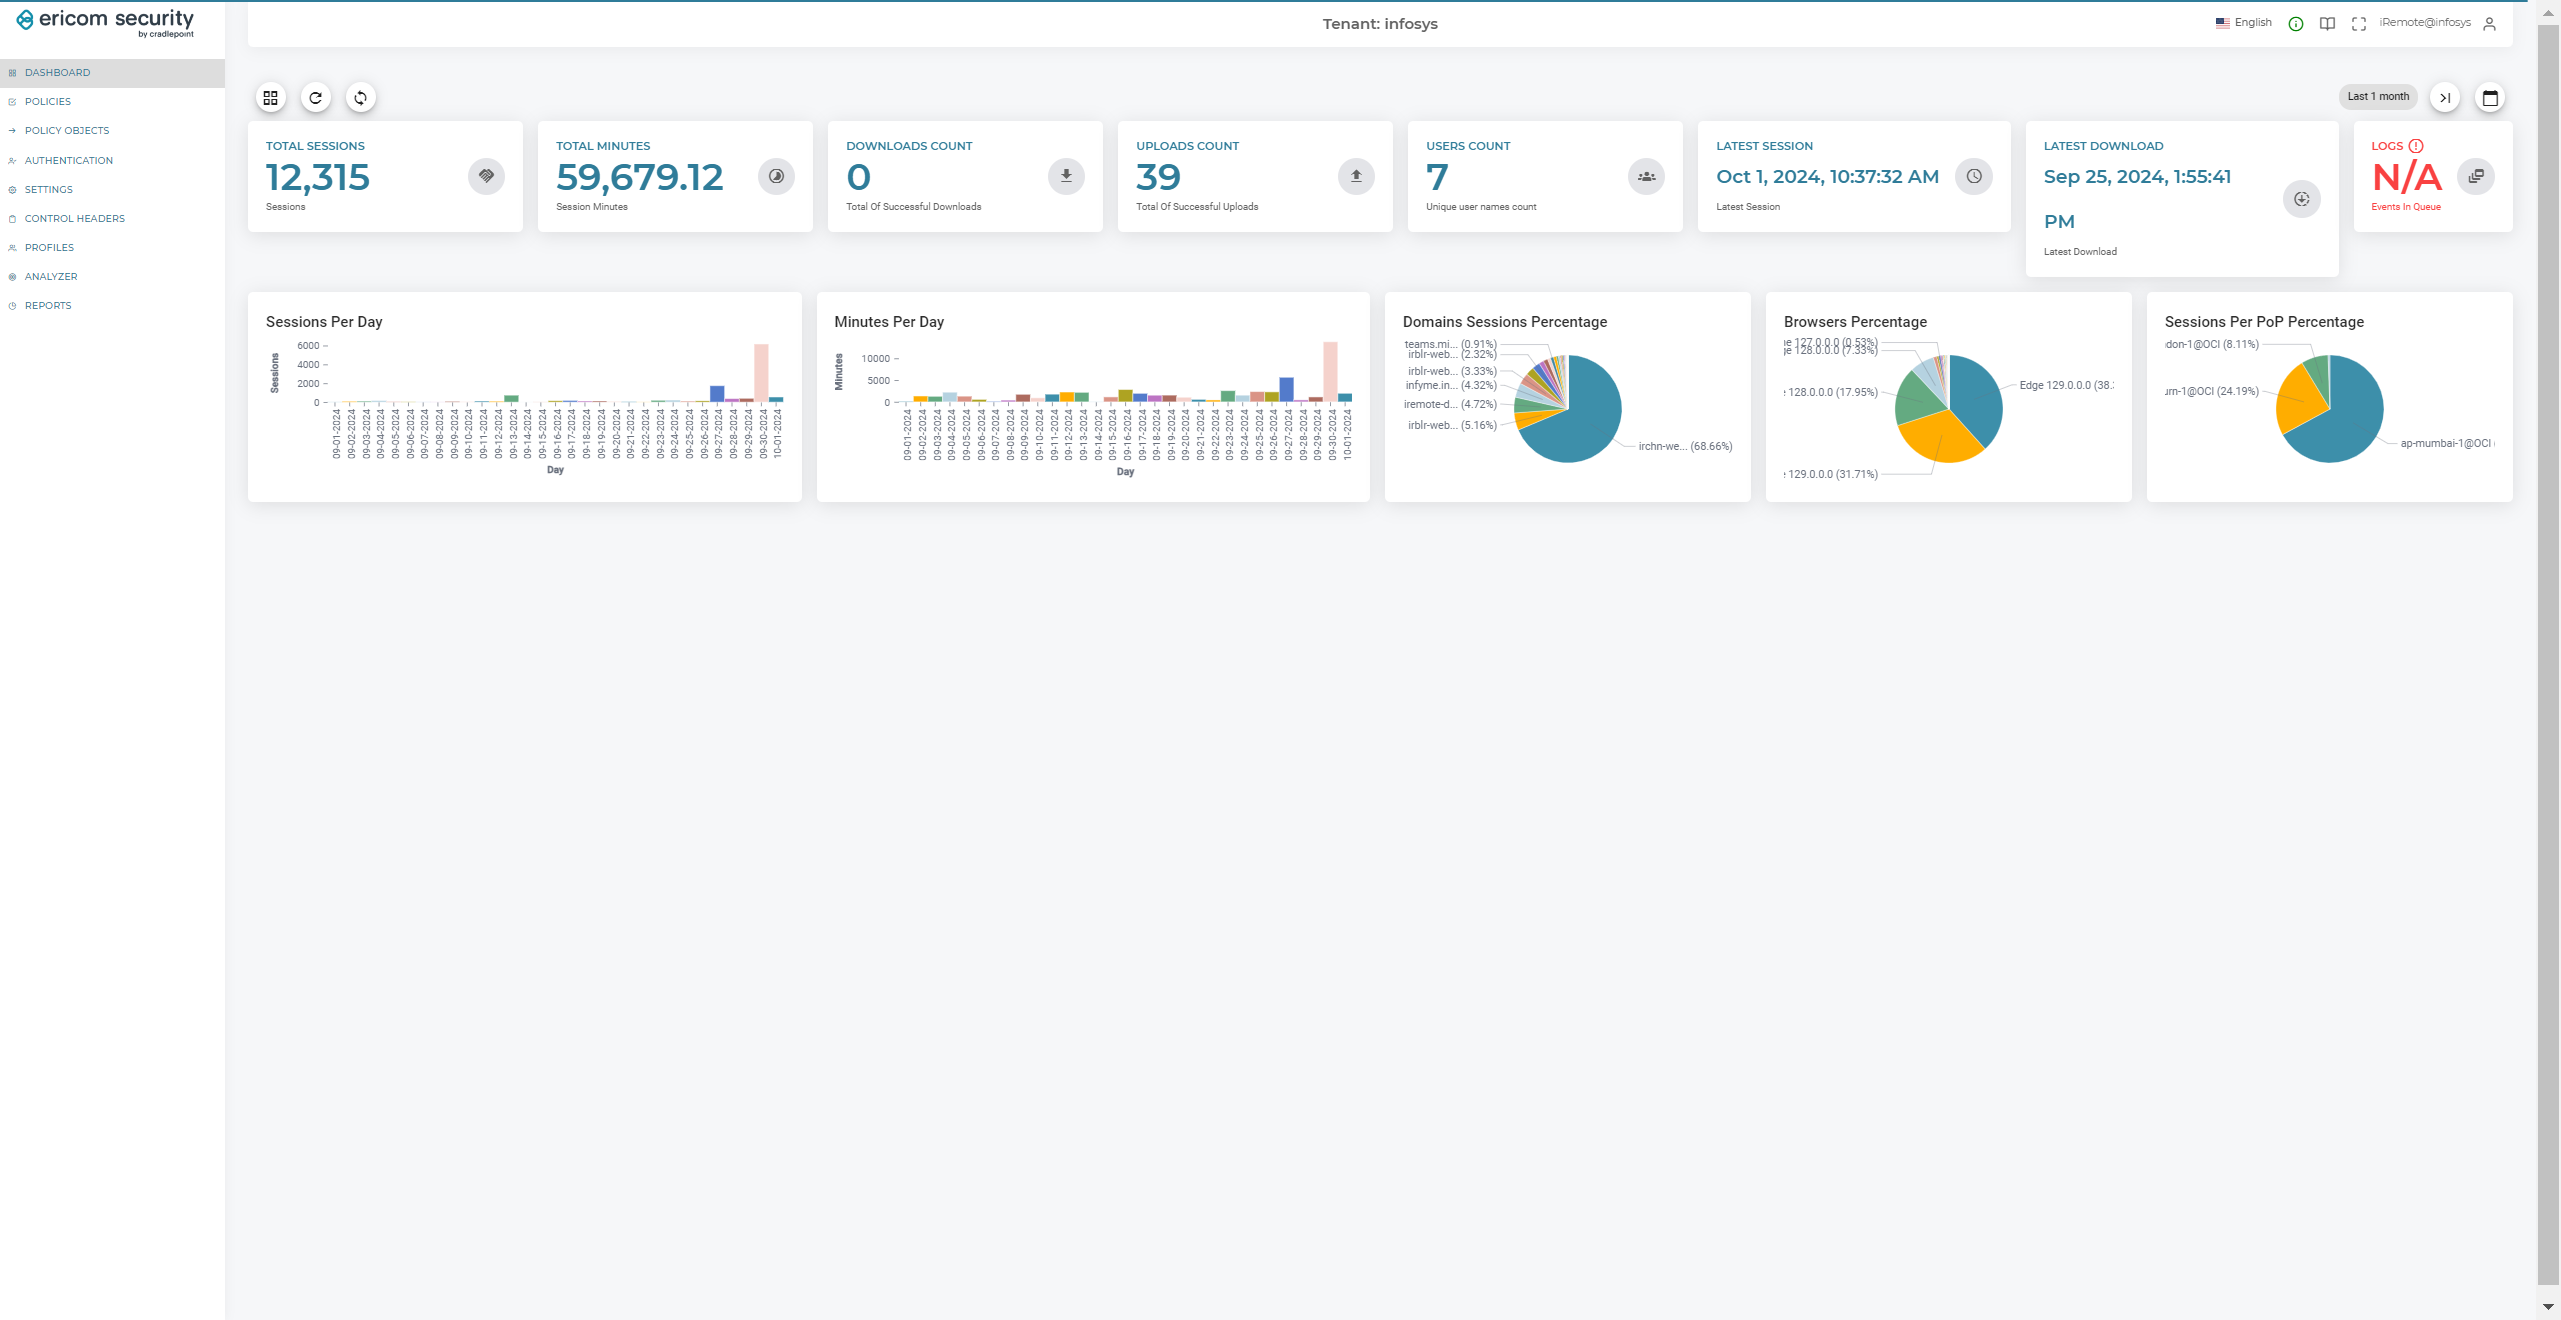 ericom security
by cradlepoint
Tenant: infosys
English
iRemote@infosys
DASHBOARD
POLICIES
POLICY OBJECTS
AUTHENTICATION
SETTINGS
CONTROL HEADERS
PROFILES
ANALYZER
REPORTS
Last 1 month
TOTAL SESSIONS
12,315
Sessions
TOTAL MINUTES
59,679.12
Session Minutes
DOWNLOADS COUNT
0
Total Of Successful Downloads
UPLOADS COUNT
39
Total Of Successful Uploads
USERS COUNT
7
Unique user names count
LATEST SESSION
Oct 1, 2024, 10:37:32 AM
Latest Session
LATEST DOWNLOAD
Sep 25, 2024, 1:55:41
PM
Latest Download
LOGS
N/A
Events In Queue
Sessions Per Day
Sessions
6000
4000
2000
0
09-01-2024
09-02-2024
09-03-2024
09-04-2024
09-05-2024
09-06-2024
09-07-2024
09-08-2024
09-09-2024
09-10-2024
09-11-2024
09-12-2024
09-13-2024
09-14-2024
09-15-2024
09-16-2024
09-17-2024
09-18-2024
09-19-2024
09-20-2024
09-21-2024
09-22-2024
09-23-2024
09-24-2024
09-25-2024
09-26-2024
09-27-2024
09-28-2024
09-29-2024
09-30-2024
10-01-2024
Day
Minutes Per Day
Minutes
10000
5000
0
09-01-2024
09-02-2024
09-03-2024
09-04-2024
09-05-2024
09-06-2024
09-07-2024
09-08-2024
09-09-2024
09-10-2024
09-11-2024
09-12-2024
09-13-2024
09-14-2024
09-15-2024
09-16-2024
09-17-2024
09-18-2024
09-19-2024
09-20-2024
09-21-2024
09-22-2024
09-23-2024
09-24-2024
09-25-2024
09-26-2024
09-27-2024
09-28-2024
09-29-2024
09-30-2024
10-01-2024
Day
Domains Sessions Percentage
teams.mi... (0.91%)
irblr-web... (2.32%)
irblr-web... (3.33%)
infyme.in... (4.32%)
iremote-d... (4.72%)
irblr-web... (5.16%)
irchn-we... (68.66%)
Browsers Percentage
127.0.0.0 (0.53%)
128.0.0.0 (7.33%)
128.0.0.0 (17.95%)
129.0.0.0 (31.71%)
Edge 129.0.0.0 (38.
Sessions Per PoP Percentage
don-1@OCI (8.11%)
rn-1@OCI (24.19%)
ap-mumbai-1@OCI